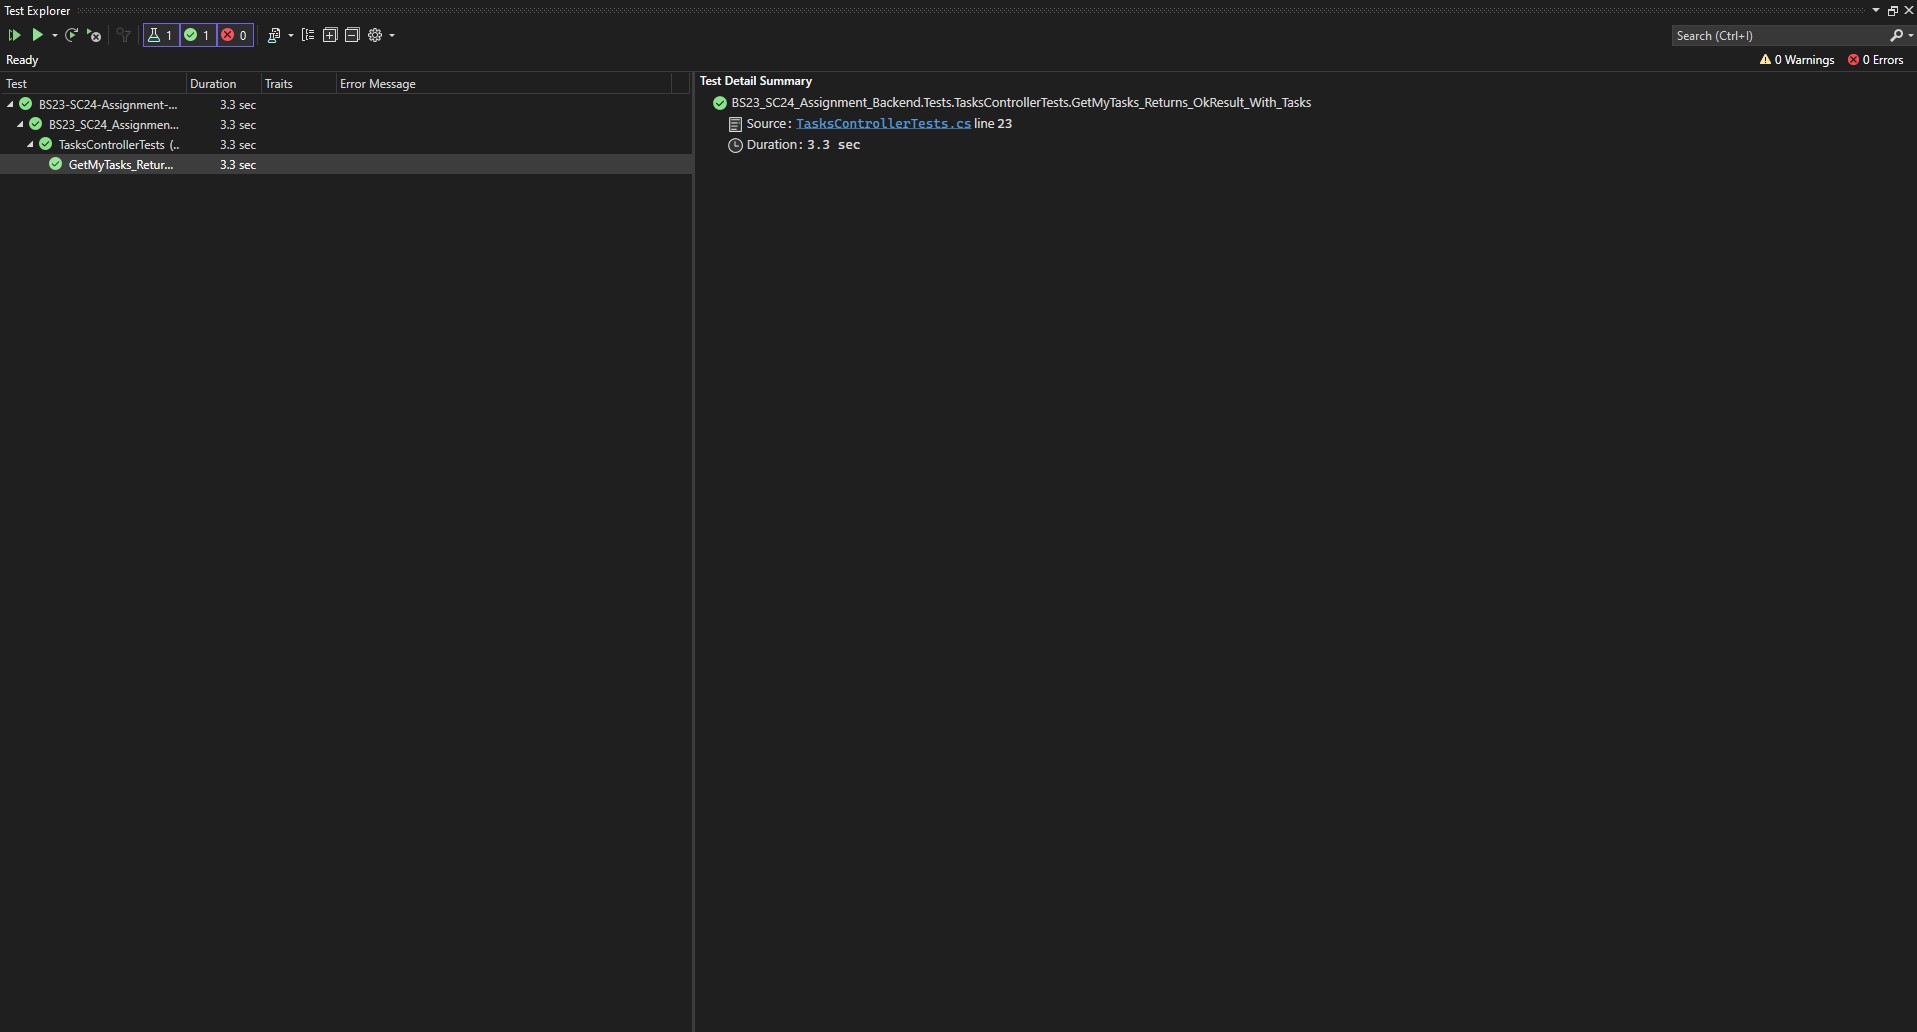 Test Explorer
1 1 0
Search (Ctrl+I)
Ready
0 Warnings 0 Errors
Test Duration Traits Error Message
BS23-SC24-Assignment-... 3.3 sec
BS23_SC24_Assignmen... 3.3 sec
TasksControllerTests (.. 3.3 sec
GetMyTasks_Retur... 3.3 sec
Test Detail Summary
BS23_SC24_Assignment_Backend.Tests.TasksControllerTests.GetMyTasks_Returns_OkResult_With_Tasks
Source: TasksControllerTests.cs line 23
Duration: 3.3 sec